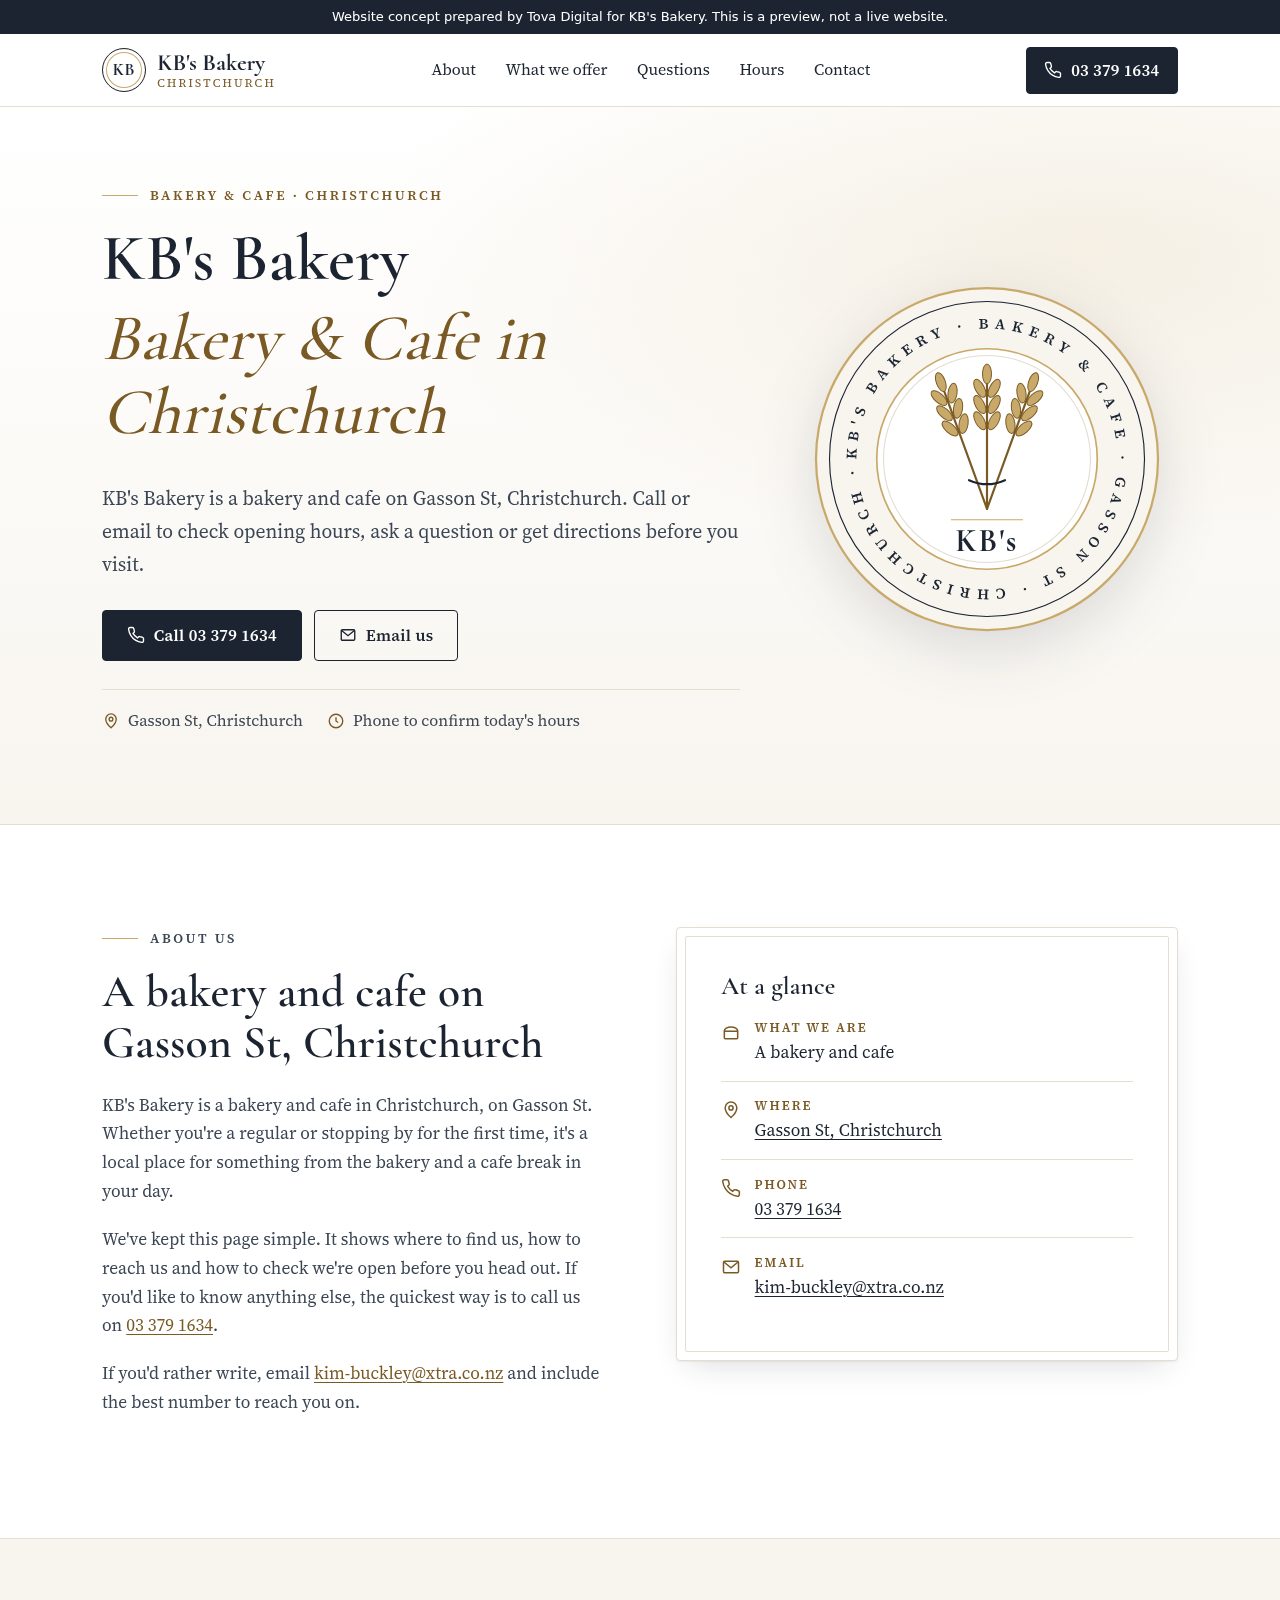 Website concept prepared by Tova Digital for KB's Bakery. This is a preview, not a live website.
KB
KB's Bakery
CHRISTCHURCH
About
What we offer
Questions
Hours
Contact
03 379 1634
BAKERY & CAFE · CHRISTCHURCH
KB's Bakery
Bakery & Cafe in
Christchurch
KB's Bakery is a bakery and cafe on Gasson St, Christchurch. Call or
email to check opening hours, ask a question or get directions before you
visit.
Call 03 379 1634
Email us
Gasson St, Christchurch
Phone to confirm today's hours
KB'S BAKERY · BAKERY & CAFE · GASSON ST · CHRISTCHURCH ·
KB's
ABOUT US
A bakery and cafe on
Gasson St, Christchurch
KB's Bakery is a bakery and cafe in Christchurch, on Gasson St.
Whether you're a regular or stopping by for the first time, it's a
local place for something from the bakery and a cafe break in
your day.
We've kept this page simple. It shows where to find us, how to
reach us and how to check we're open before you head out. If
you'd like to know anything else, the quickest way is to call us
on 03 379 1634.
If you'd rather write, email kim-buckley@xtra.co.nz and include
the best number to reach you on.
At a glance
WHAT WE ARE
A bakery and cafe
WHERE
Gasson St, Christchurch
PHONE
03 379 1634
EMAIL
kim-buckley@xtra.co.nz